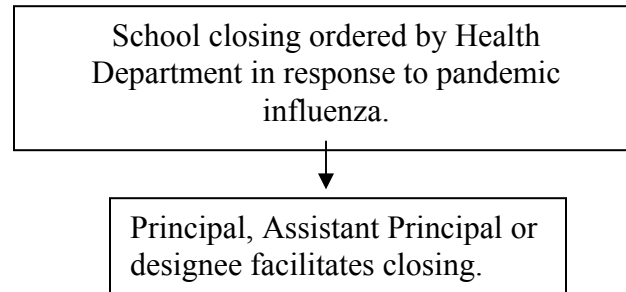 School closing ordered by Health
Department in response to pandemic
influenza.
Principal, Assistant Principal or
designee facilitates closing.